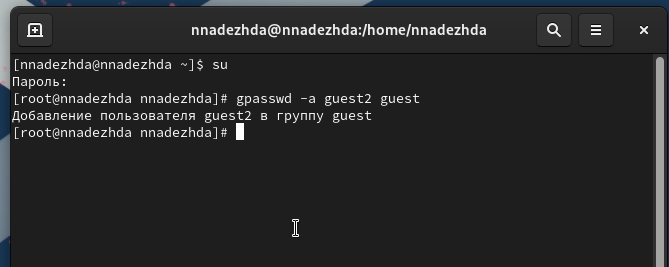 nnadezhda@nnadezhda:/home/nnadezhda
[nnadezhda@nnadezhda ~]$ su
Пароль:
[root@nnadezhda nnadezhda]# gpasswd -a guest2 guest
Добавление пользователя guest2 в группу guest
[root@nnadezhda nnadezhda]#